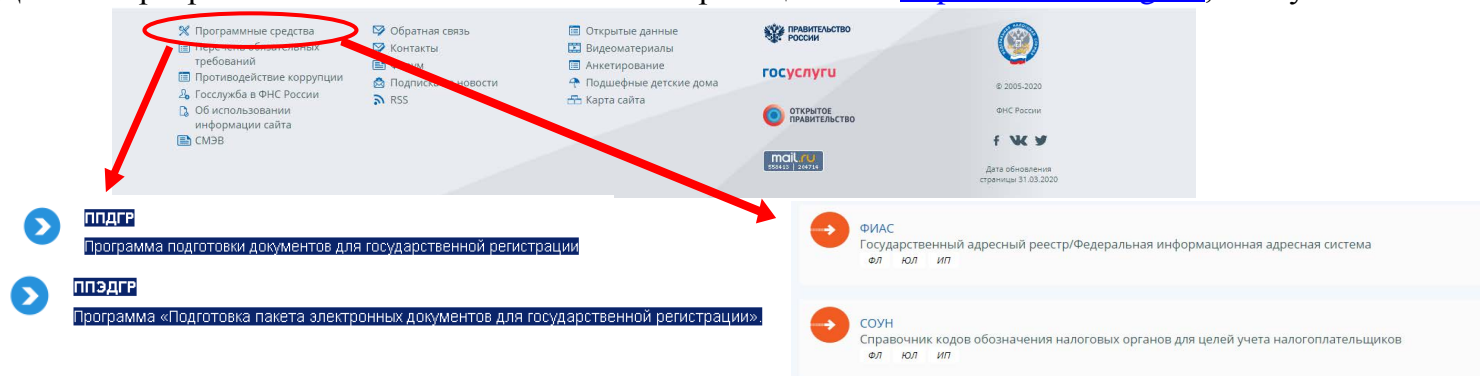 Программные средства
Перечень обязательных
требований
Противодействие коррупции
Госслужба в ФНС России
Об использовании
информации сайта
СМЭВ
Обратная связь
Контакты
Форум
Подписка на новости
RSS
Открытые данные
Видеоматериалы
Анкетирование
Подшефные детские дома
Карта сайта
ПРАВИТЕЛЬСТВО
РОССИИ
госуслуги
ОТКРЫТОЕ
ПРАВИТЕЛЬСТВО
mail.ru
© 2005-2020
ФНС России
Дата обновления
страницы 31.03.2020
ППДГР
Программа подготовки документов для государственной регистрации
ППЭДГР
Программа «Подготовка пакета электронных документов для государственной регистрации».
ФИАС
Государственный адресный реестр/Федеральная информационная адресная система
ФЛ ЮЛ ИП
СОУН
Справочник кодов обозначения налоговых органов для целей учета налогоплательщиков
ФЛ ЮЛ ИП